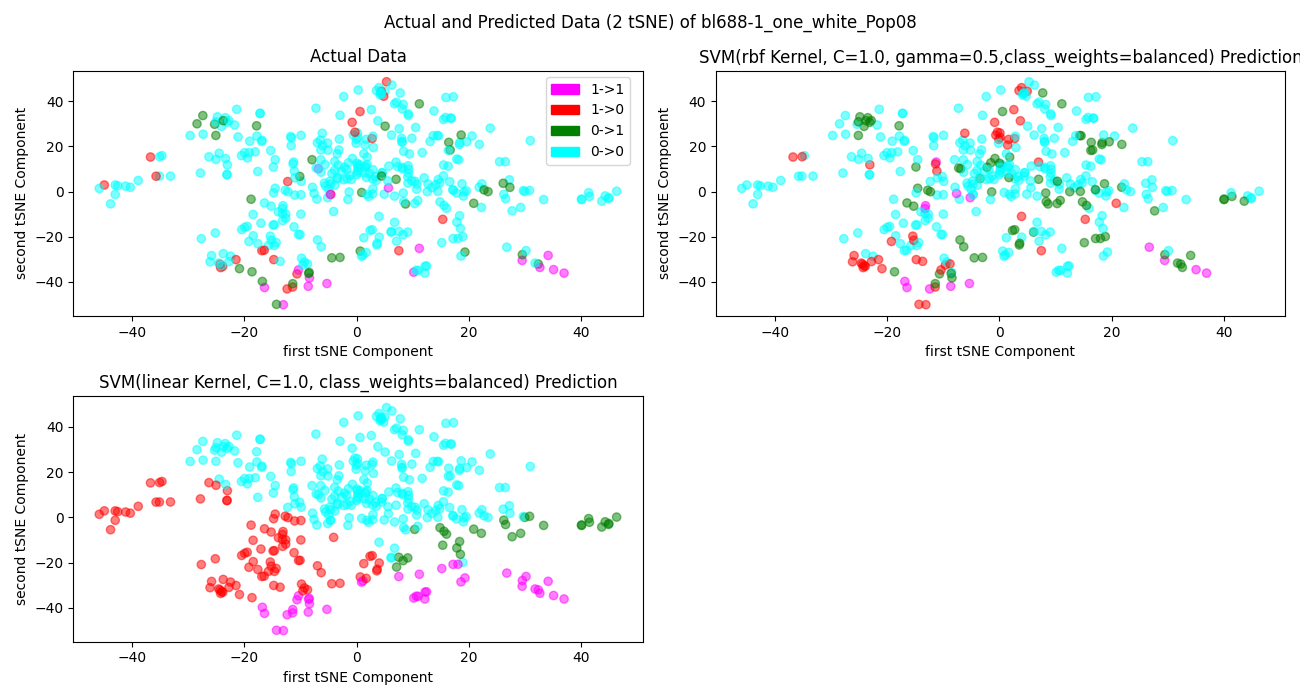 Actual and Predicted Data (2 tSNE) of bl688-1_one_white_Pop08
Actual Data
second tSNE Component
40
20
0
−20
−40
1->1
1->0
0->1
0->0
−40 −20 0 20 40
first tSNE Component
SVM(rbf Kernel, C=1.0, gamma=0.5,class_weights=balanced) Prediction
second tSNE Component
40
20
0
−20
−40
−40 −20 0 20 40
first tSNE Component
SVM(linear Kernel, C=1.0, class_weights=balanced) Prediction
second tSNE Component
40
20
0
−20
−40
−40 −20 0 20 40
first tSNE Component